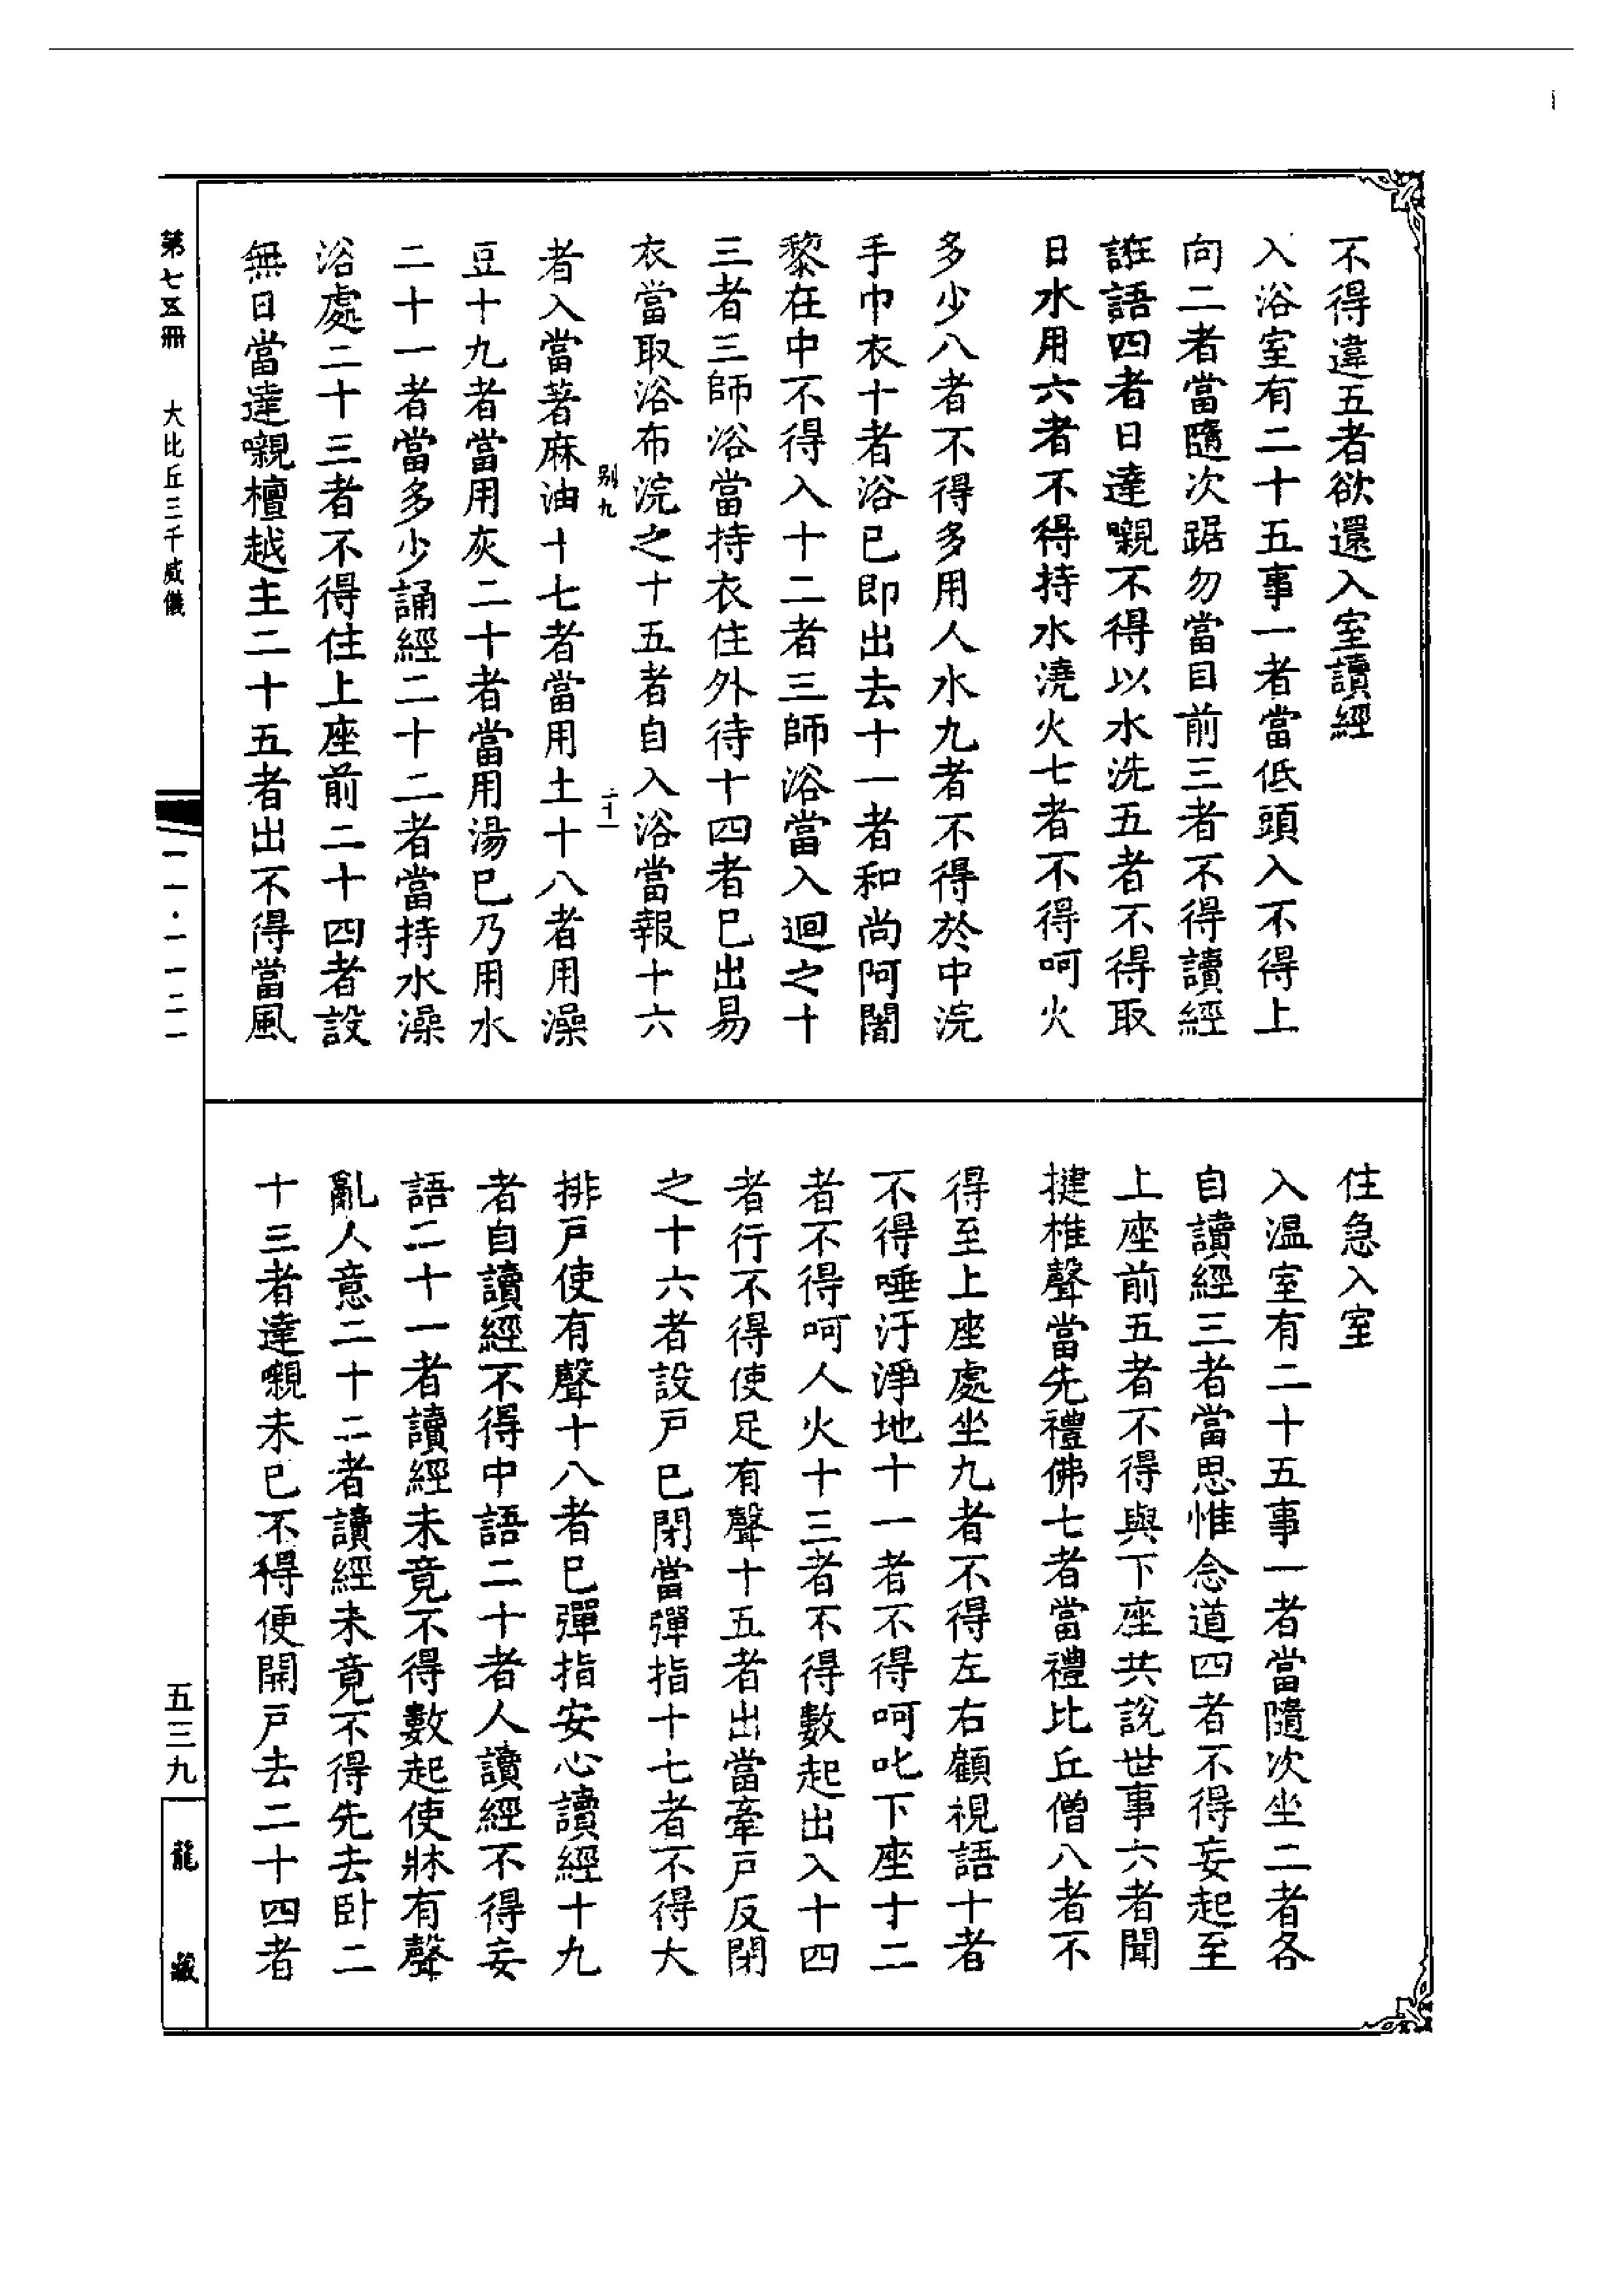 不得違五者欲還入室讀經
入浴室有二十五事一者當低頭入不得上
向二者當隨次踞勿當目前三者不得讀經
誑語四者日達嚫不得以水洗五者不得取
日水用六者不得持水澆火七者不得呵火
多少八者不得多用人水九者不得於中浣
手巾衣十者浴已即出去十一者和尚阿闍
黎在中不得入十二者三師浴當入迴之十
三者三師浴當持衣住外待十四者已出易
衣當取浴布浣之十五者自入浴當報十六
別九
二十一
者入當著麻油十七者當用土十八者用澡
豆十九者當用灰二十者當用湯已乃用水
二十一者當多少誦經二十二者當持水澡
浴處二十三者不得住上座前二十四者設
無日當達嚫檀越主二十五者出不得當風
住急入室
入温室有二十五事一者當隨次坐二者各
自讀經三者當思惟念道四者不得妄起至
上座前五者不得與下座共說世事六者聞
揵椎聲當先禮佛七者當禮比丘僧八者不
得至上座處坐九者不得左右顧視語十者
不得唾汙淨地十一者不得呵叱下座十二
者不得呵人火十三者不得數起出入十四
者行不得使足有聲十五者出當牽戶反閉
之十六者設戶已閉當彈指十七者不得大
排戶使有聲十八者已彈指安心讀經十九
者自讀經不得中語二十者人讀經不得妄
語二十一者讀經未竟不得數起使牀有聲
亂人意二十二者讀經未竟不得先去卧二
十三者達嚫未已不得便開戶去二十四者
第七五冊 大比丘三千威儀
一一·一一二一
五三九
龍藏